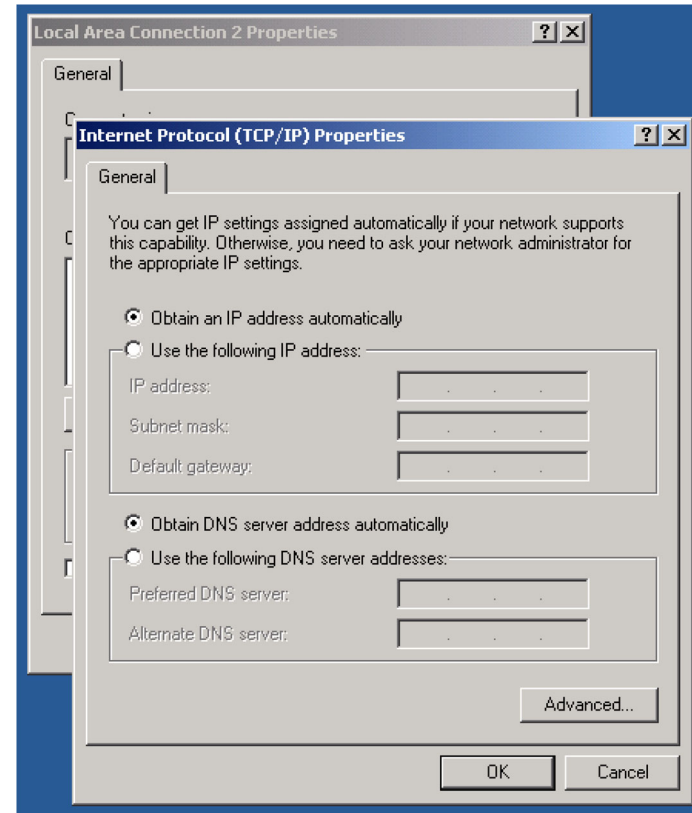 Local Area Connection 2 Properties
General
Internet Protocol (TCP/IP) Properties
General
You can get IP settings assigned automatically if your network supports
this capability. Otherwise, you need to ask your network administrator for
the appropriate IP settings.
Obtain an IP address automatically
Use the following IP address:
IP address:
Subnet mask:
Default gateway:
Obtain DNS server address automatically
Use the following DNS server addresses:
Preferred DNS server:
Alternate DNS server:
Advanced...
OK
Cancel